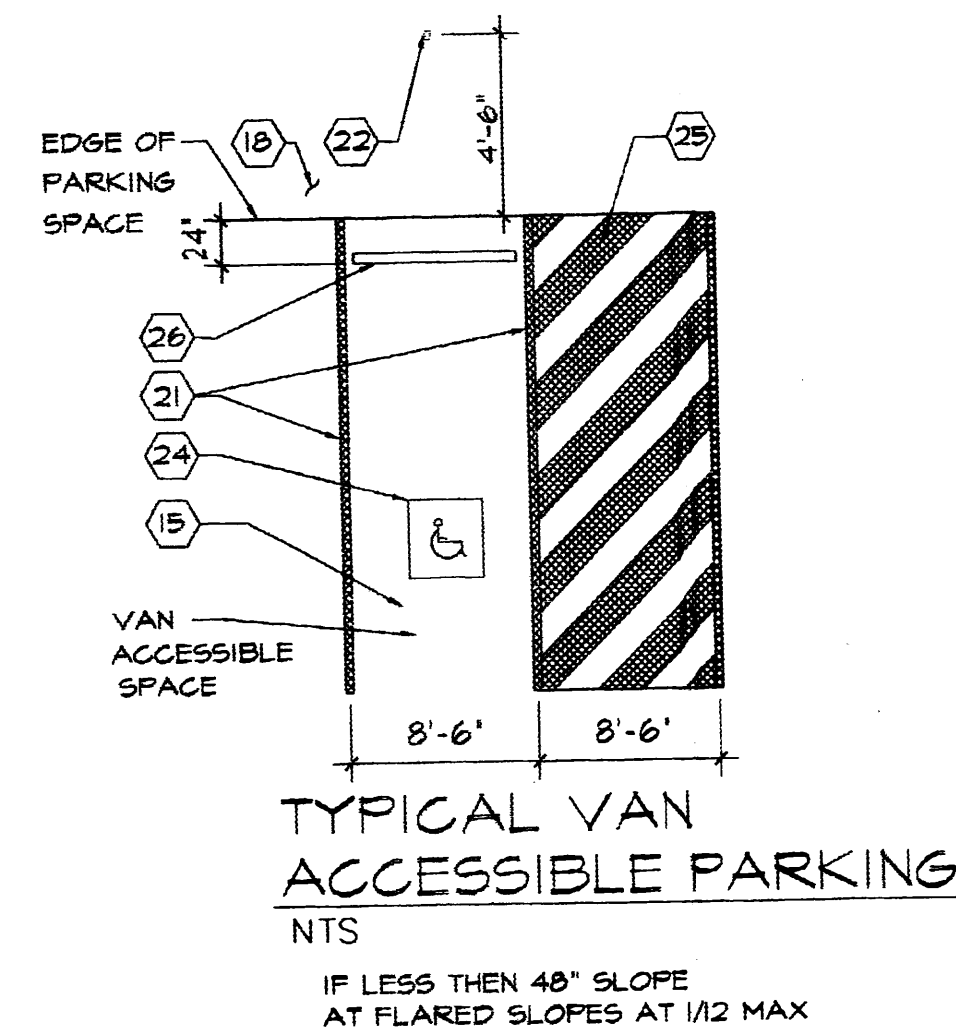 4'-6"
EDGE OF
PARKING
SPACE
18
22
25
24"
26
21
24
15
VAN
ACCESSIBLE
SPACE
8'-6"
8'-6"
TYPICAL VAN
ACCESSIBLE PARKING
NTS
IF LESS THEN 48" SLOPE
AT FLARED SLOPES AT 1/12 MAX